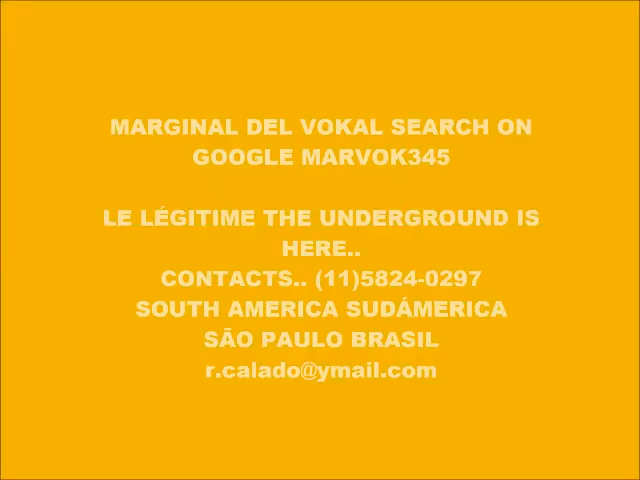 MARGINAL DEL VOKAL SEARCH ON
GOOGLE MARVOK345
LE LÉGITIME THE UNDERGROUND IS
HERE..
CONTACTS.. (11)5824-0297
SOUTH AMERICA SUDÁMERICA
SÃO PAULO BRASIL
r.calado@ymail.com